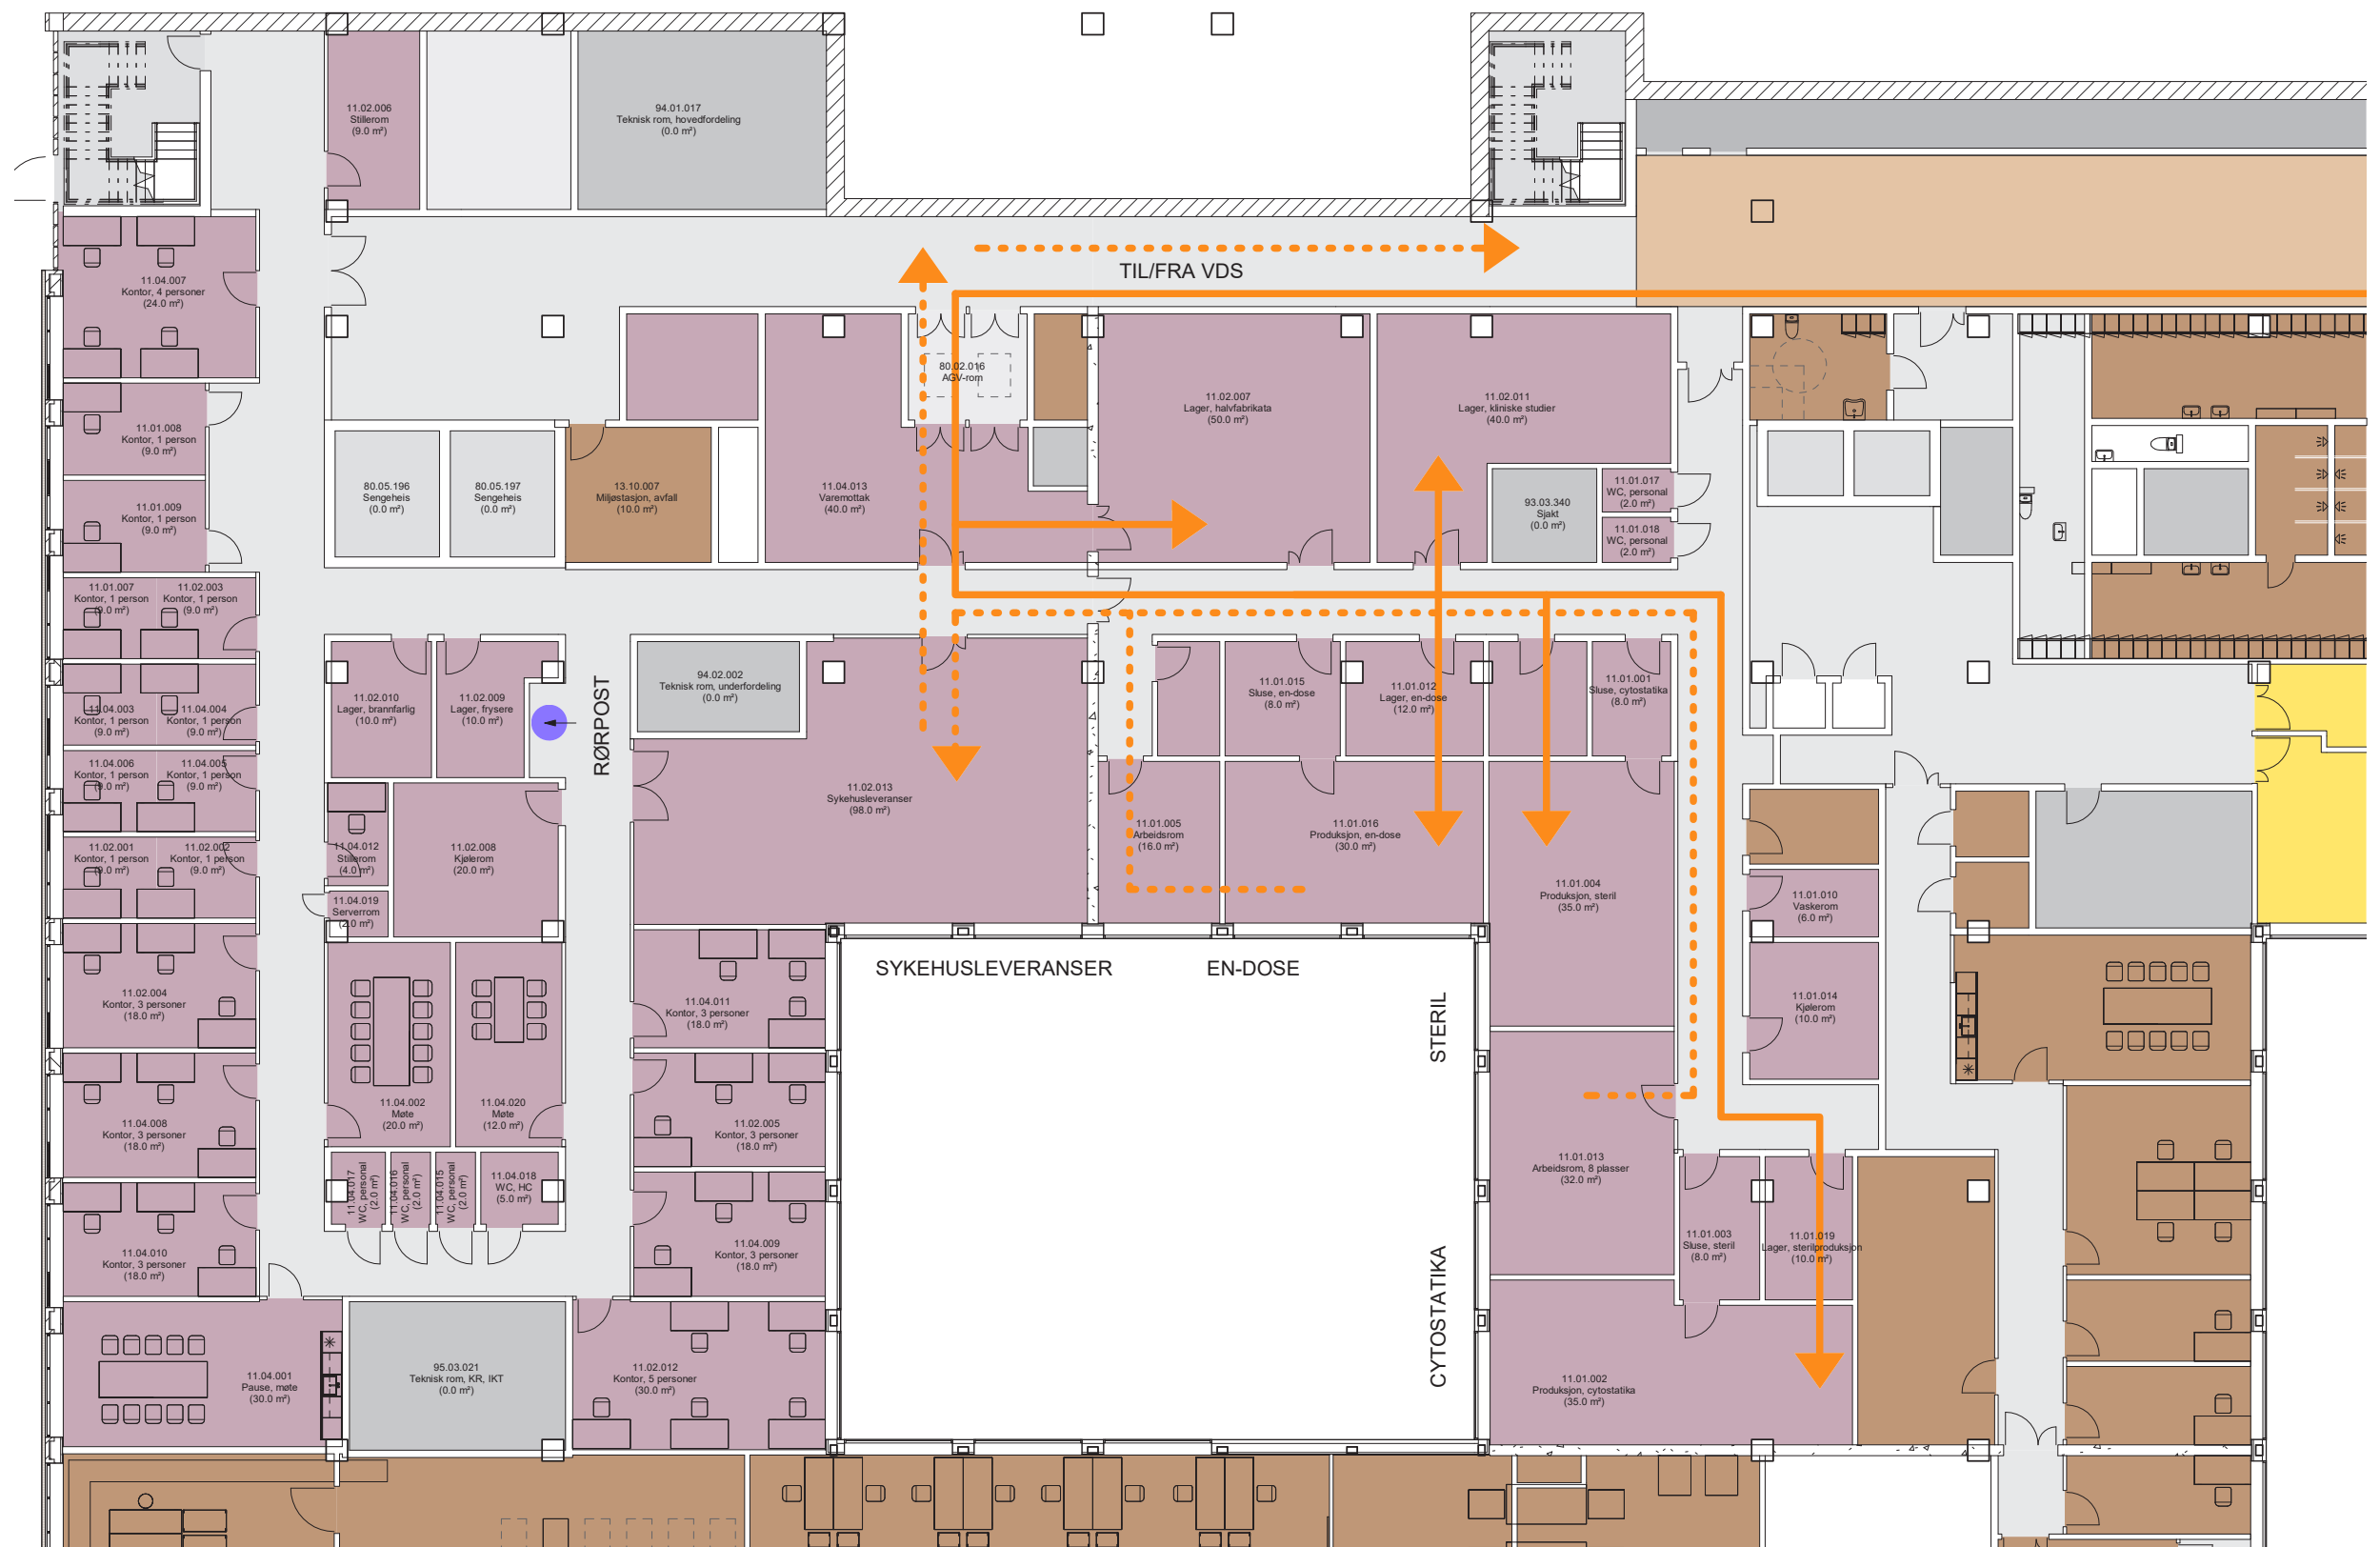 11.02.006
Stillerom
(9.0 m²)
94.01.017
Teknisk rom, hovedfordeling
(0.0 m²)
TIL/FRA VDS
11.04.007
Kontor, 4 personer
(24.0 m²)
80.02.016
AGV-rom
11.02.007
Lager, halvfabrikata
(50.0 m²)
11.02.011
Lager, kliniske studier
(40.0 m²)
11.01.008
Kontor, 1 person
(9.0 m²)
11.01.009
Kontor, 1 person
(9.0 m²)
80.05.196
Sengeheis
(0.0 m²)
80.05.197
Sengeheis
(0.0 m²)
13.10.007
Miljøstasjon, avfall
(10.0 m²)
11.04.013
Varemottak
(40.0 m²)
93.03.340
Sjakt
(0.0 m²)
11.01.017
WC, personal
(2.0 m²)
11.01.018
WC, personal
(2.0 m²)
11.01.007
Kontor, 1 person
(9.0 m²)
11.02.003
Kontor, 1 person
(9.0 m²)
11.04.003
Kontor, 1 person
(9.0 m²)
11.04.004
Kontor, 1 person
(9.0 m²)
11.02.010
Lager, brannfarlig
(10.0 m²)
11.02.009
Lager, frysere
(10.0 m²)
RØRPOST
94.02.002
Teknisk rom, underfordeling
(0.0 m²)
11.01.015
Sluse, en-dose
(8.0 m²)
11.01.012
Lager, en-dose
(12.0 m²)
11.01.001
Sluse, cytostatika
(8.0 m²)
11.04.006
Kontor, 1 person
(9.0 m²)
11.04.005
Kontor, 1 person
(9.0 m²)
11.02.013
Sykehusleveranser
(98.0 m²)
11.01.005
Arbeidsrom
(16.0 m²)
11.01.016
Produksjon, en-dose
(30.0 m²)
11.02.001
Kontor, 1 person
(9.0 m²)
11.02.002
Kontor, 1 person
(9.0 m²)
11.04.012
Stillerom
(4.0 m²)
11.02.008
Kjølerom
(20.0 m²)
11.04.019
Serverrom
(2.0 m²)
11.01.004
Produksjon, steril
(35.0 m²)
11.01.010
Vaskerom
(6.0 m²)
SYKEHUSLEVERANSER
EN-DOSE
STERIL
11.02.004
Kontor, 3 personer
(18.0 m²)
11.04.011
Kontor, 3 personer
(18.0 m²)
11.01.014
Kjølerom
(10.0 m²)
11.04.008
Kontor, 3 personer
(18.0 m²)
11.04.002
Møte
(20.0 m²)
11.04.020
Møte
(12.0 m²)
11.02.005
Kontor, 3 personer
(18.0 m²)
11.01.013
Arbeidsrom, 8 plasser
(32.0 m²)
11.04.017
WC, personal
(2.0 m²)
11.04.016
WC, personal
(2.0 m²)
11.04.015
WC, personal
(2.0 m²)
11.04.018
WC, HC
(5.0 m²)
11.04.010
Kontor, 3 personer
(18.0 m²)
11.04.009
Kontor, 3 personer
(18.0 m²)
CYTOSTATIKA
11.01.003
Sluse, steril
(8.0 m²)
11.01.019
Lager, sterilproduksjon
(10.0 m²)
11.04.001
Pause, møte
(30.0 m²)
95.03.021
Teknisk rom, KR, IKT
(0.0 m²)
11.02.012
Kontor, 5 personer
(30.0 m²)
11.01.002
Produksjon, cytostatika
(35.0 m²)